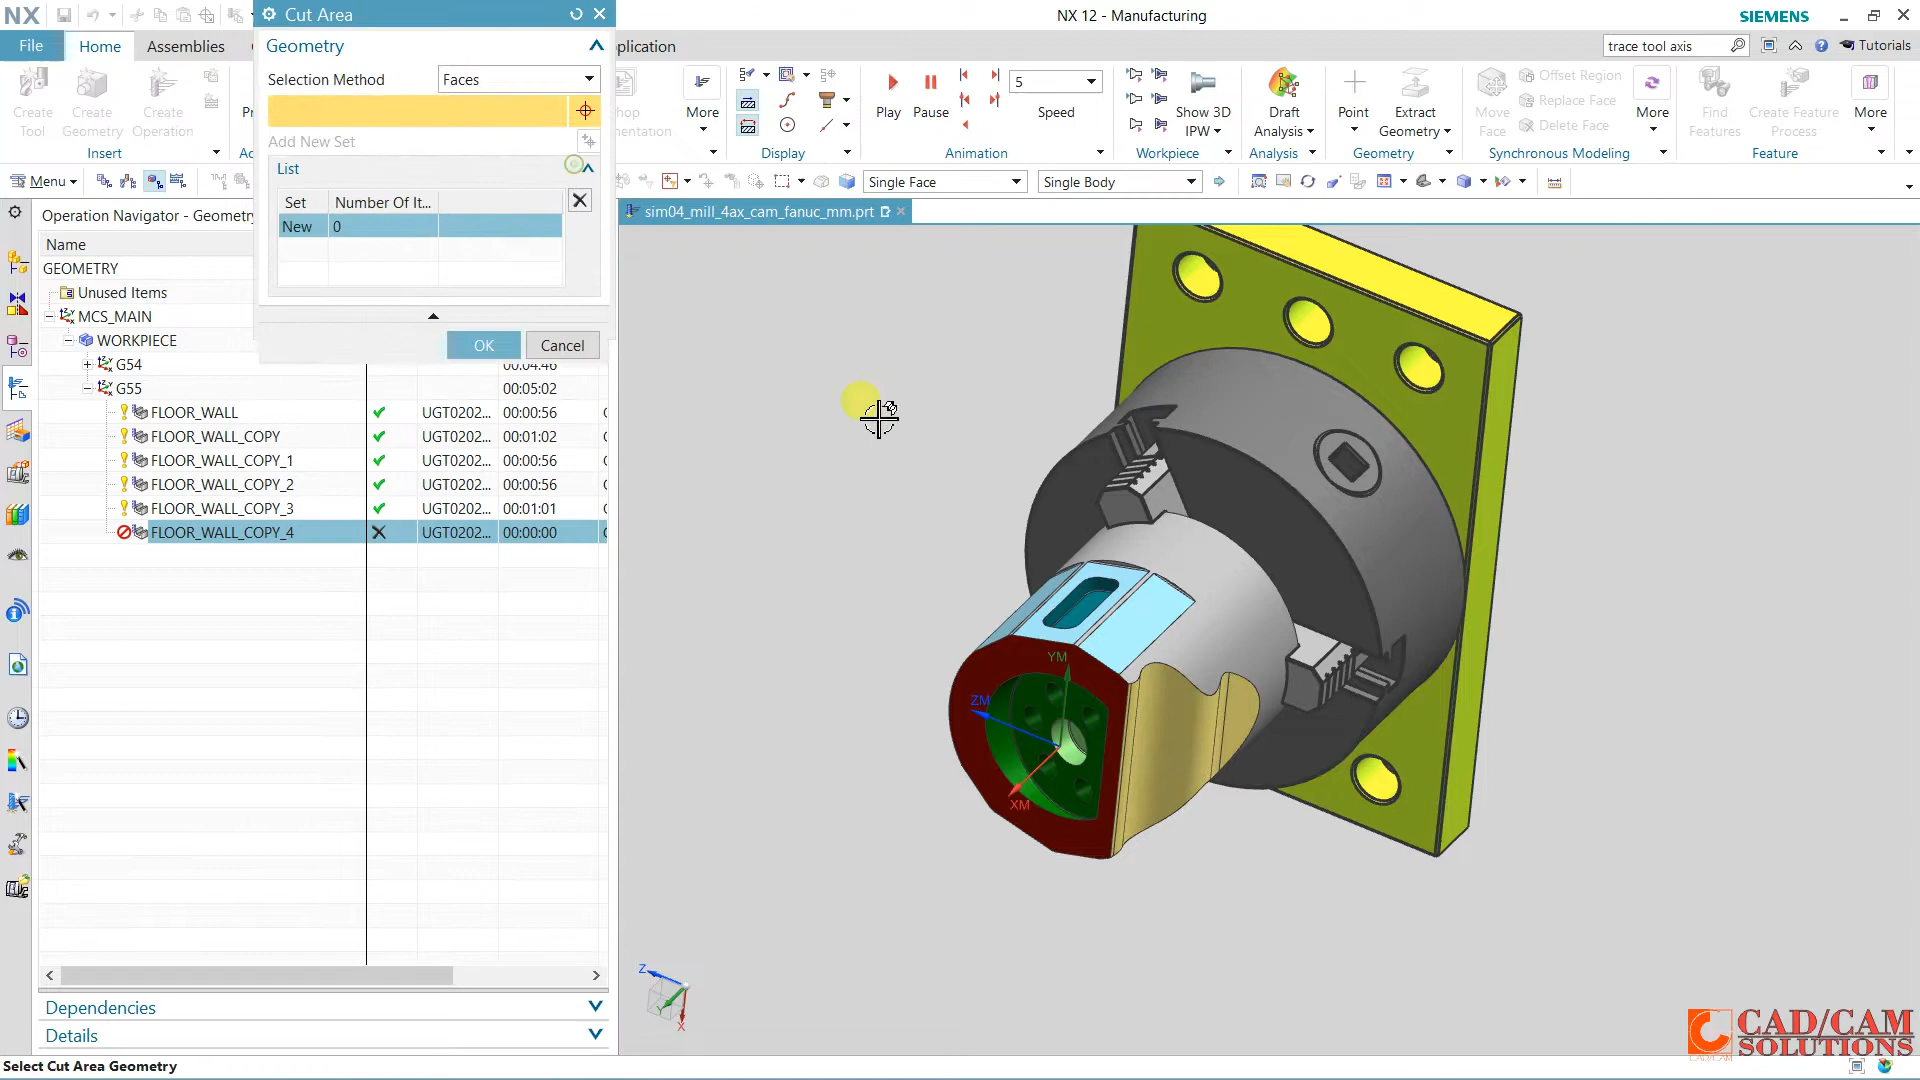 NX
Cut Area
NX 12 - Manufacturing
SIEMENS
File
Home
Assemblies
plication
trace tool axis
Tutorials
Geometry
Selection Method
Faces
Add New Set
List
Set
Number Of It...
New
0
OK
Cancel
Create Tool
Create Geometry
Create Operation
Insert
More
Display
Play
Pause
5
Speed
Animation
Show 3D IPW
Workpiece
Draft Analysis
Analysis
Point
Extract Geometry
Geometry
Move Face
Offset Region
Replace Face
Delete Face
More
Synchronous Modeling
Find Features
Create Feature Process
More
Feature
Menu
Single Face
Single Body
Operation Navigator - Geometry
sim04_mill_4ax_cam_fanuc_mm.prt
Name
GEOMETRY
Unused Items
MCS_MAIN
WORKPIECE
G54 00:04:46
G55 00:05:02
FLOOR_WALL UGT0202... 00:00:56
FLOOR_WALL_COPY UGT0202... 00:01:02
FLOOR_WALL_COPY_1 UGT0202... 00:00:56
FLOOR_WALL_COPY_2 UGT0202... 00:00:56
FLOOR_WALL_COPY_3 UGT0202... 00:01:01
FLOOR_WALL_COPY_4 UGT0202... 00:00:00
YM
ZM
XM
Z
Y
X
Dependencies
Details
Select Cut Area Geometry
CAD/CAM
SOLUTIONS